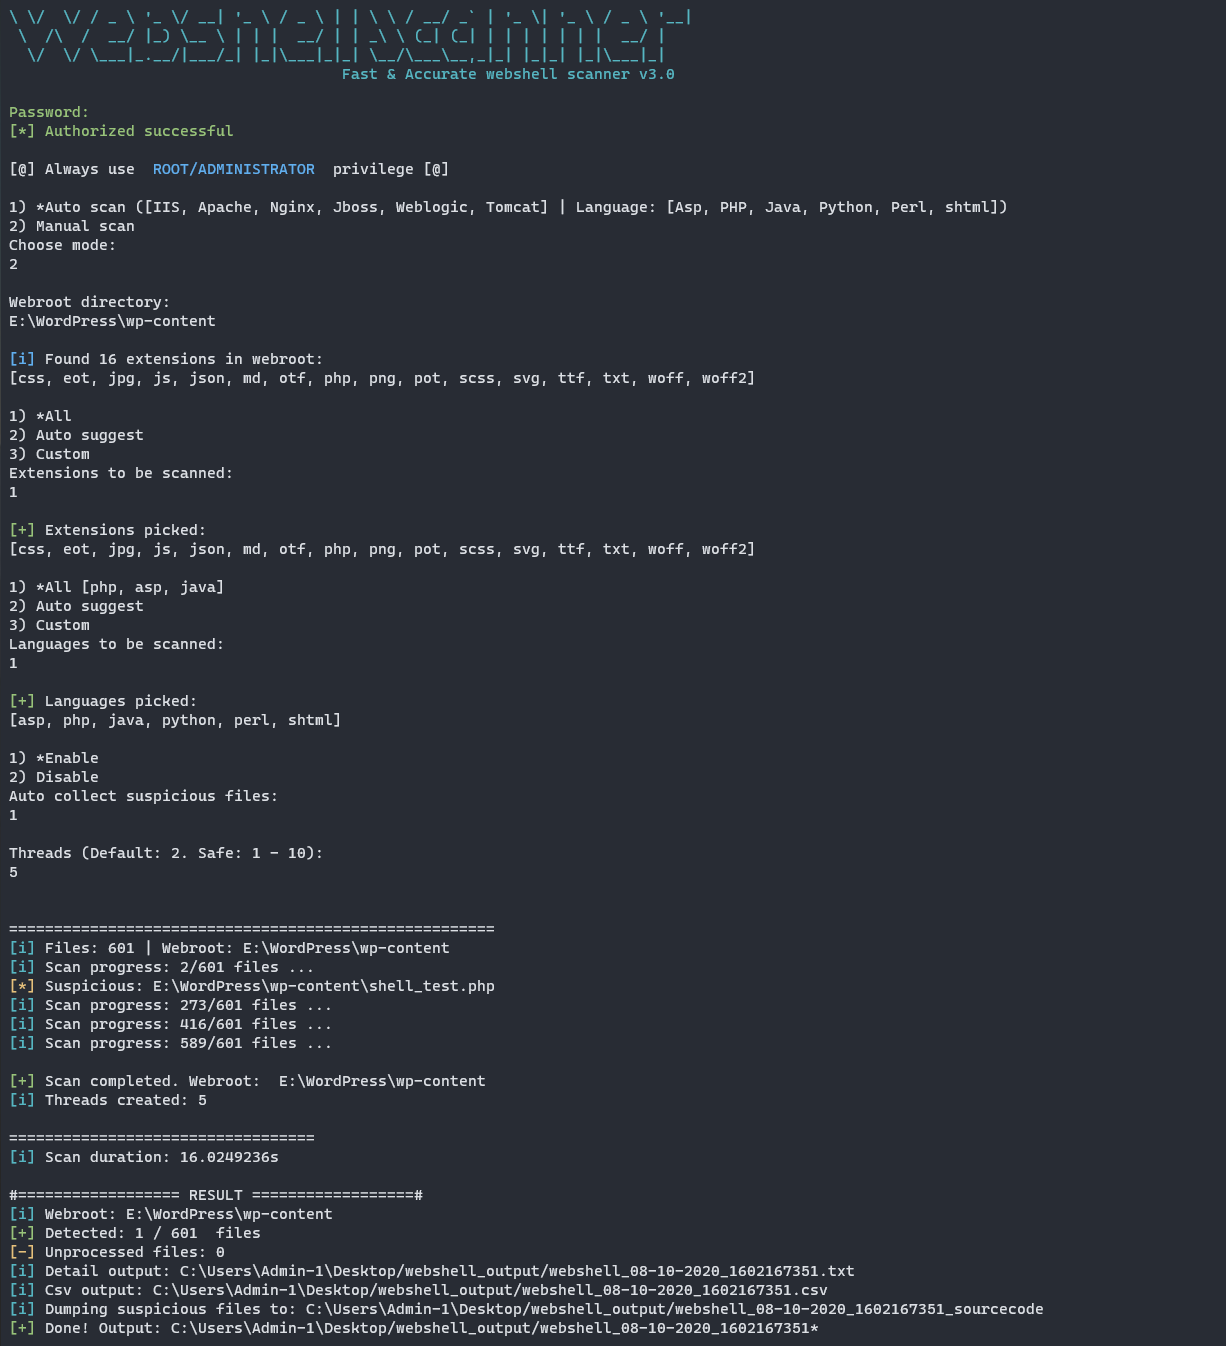 \ \/  \/ / _ \ '_ \/ __| '_ \ / _ \ | | \ \ / __/ _` | '_ \| '_ \ / _ \ '__|
 \  /\  /  __/ |_) \__ \ | | |  __/ | | _\ \ (_| (_| | | | | | | |  __/ |
  \/  \/ \___|_.__/|___/_| |_|\___|_|_| \__/\___\__,_|_| |_|_| |_|\___|_|
Fast & Accurate webshell scanner v3.0
Password:
[*] Authorized successful
[@] Always use  ROOT/ADMINISTRATOR  privilege [@]
1) *Auto scan ([IIS, Apache, Nginx, Jboss, Weblogic, Tomcat] | Language: [Asp, PHP, Java, Python, Perl, shtml])
2) Manual scan
Choose mode:
2
Webroot directory:
E:\WordPress\wp-content
[i] Found 16 extensions in webroot:
[css, eot, jpg, js, json, md, otf, php, png, pot, scss, svg, ttf, txt, woff, woff2]
1) *All
2) Auto suggest
3) Custom
Extensions to be scanned:
1
[+] Extensions picked:
[css, eot, jpg, js, json, md, otf, php, png, pot, scss, svg, ttf, txt, woff, woff2]
1) *All [php, asp, java]
2) Auto suggest
3) Custom
Languages to be scanned:
1
[+] Languages picked:
[asp, php, java, python, perl, shtml]
1) *Enable
2) Disable
Auto collect suspicious files:
1
Threads (Default: 2. Safe: 1 - 10):
5
======================================================
[i] Files: 601 | Webroot: E:\WordPress\wp-content
[i] Scan progress: 2/601 files ...
[*] Suspicious: E:\WordPress\wp-content\shell_test.php
[i] Scan progress: 273/601 files ...
[i] Scan progress: 416/601 files ...
[i] Scan progress: 589/601 files ...
[+] Scan completed. Webroot:  E:\WordPress\wp-content
[i] Threads created: 5
==================================
[i] Scan duration: 16.0249236s
#================== RESULT ==================#
[i] Webroot: E:\WordPress\wp-content
[+] Detected: 1 / 601  files
[-] Unprocessed files: 0
[i] Detail output: C:\Users\Admin-1\Desktop/webshell_output/webshell_08-10-2020_1602167351.txt
[i] Csv output: C:\Users\Admin-1\Desktop/webshell_output/webshell_08-10-2020_1602167351.csv
[i] Dumping suspicious files to: C:\Users\Admin-1\Desktop/webshell_output/webshell_08-10-2020_1602167351_sourcecode
[+] Done! Output: C:\Users\Admin-1\Desktop/webshell_output/webshell_08-10-2020_1602167351*